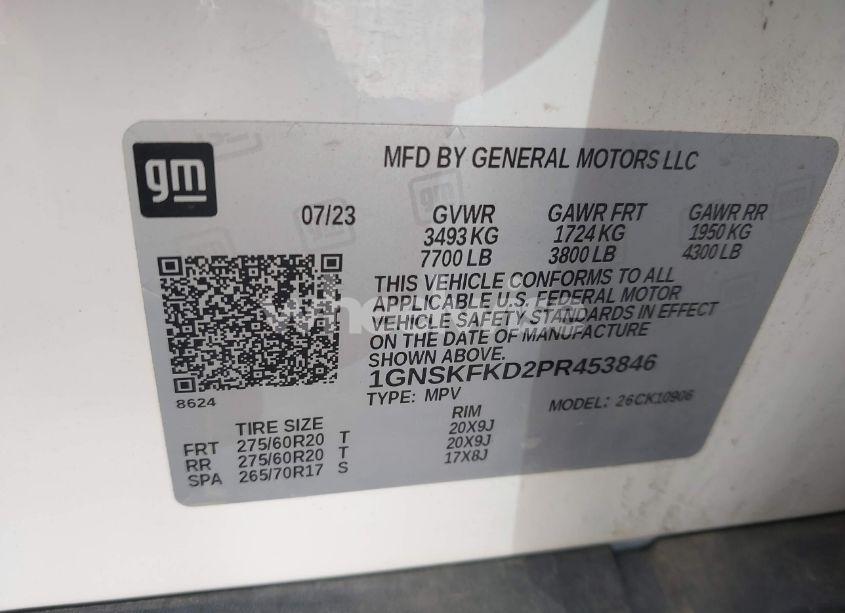 gm
MFD BY GENERAL MOTORS LLC
07/23 GVWR GAWR FRT GAWR RR
3493 KG 1724 KG 1950 KG
7700 LB 3800 LB 4300 LB
THIS VEHICLE CONFORMS TO ALL
APPLICABLE U.S. FEDERAL MOTOR
VEHICLE SAFETY STANDARDS IN EFFECT
ON THE DATE OF MANUFACTURE
SHOWN ABOVE.
1GNSKFKD2PR453846
8624
TYPE: MPV MODEL: 26CK10906
TIRE SIZE RIM
FRT 275/60R20 T 20X9J
RR 275/60R20 T 20X9J
SPA 265/70R17 S 17X8J